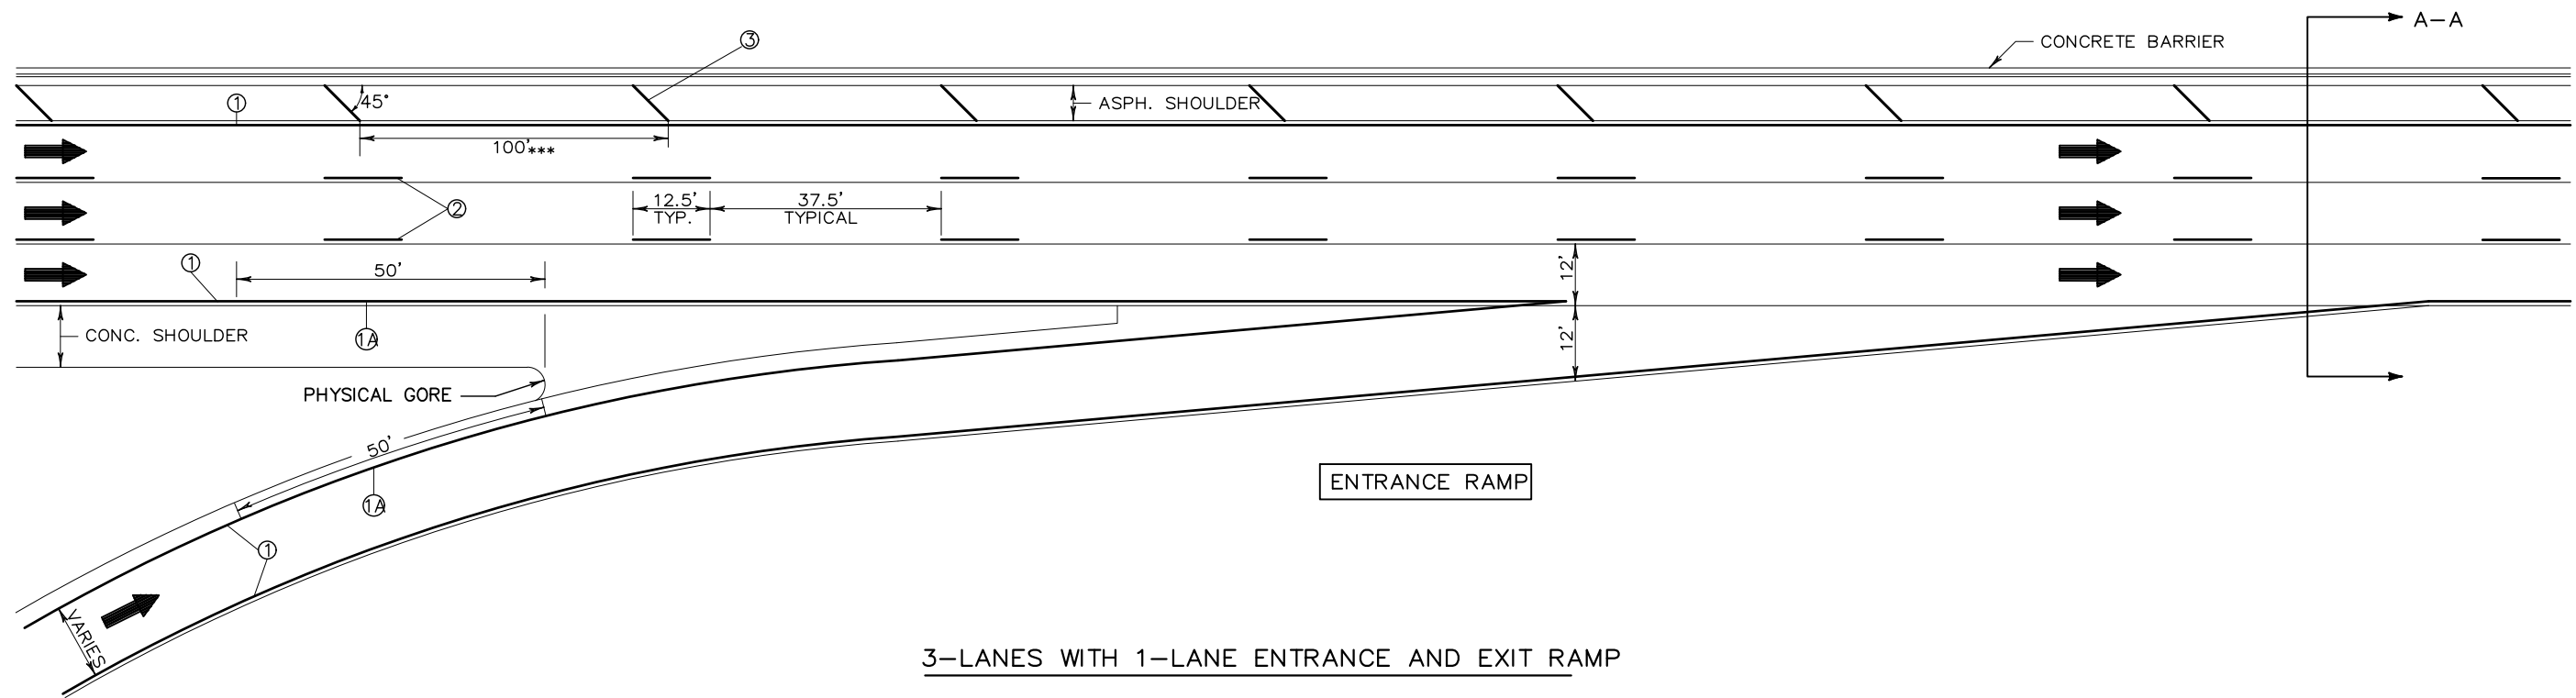 A-A
CONCRETE BARRIER
3
1
45°
ASPH. SHOULDER
100'***
2
12.5'
TYP.
37.5'
TYPICAL
1
50'
12'
CONC. SHOULDER
1A
12'
PHYSICAL GORE
50'
1A
ENTRANCE RAMP
1
VARIES
3-LANES WITH 1-LANE ENTRANCE AND EXIT RAMP